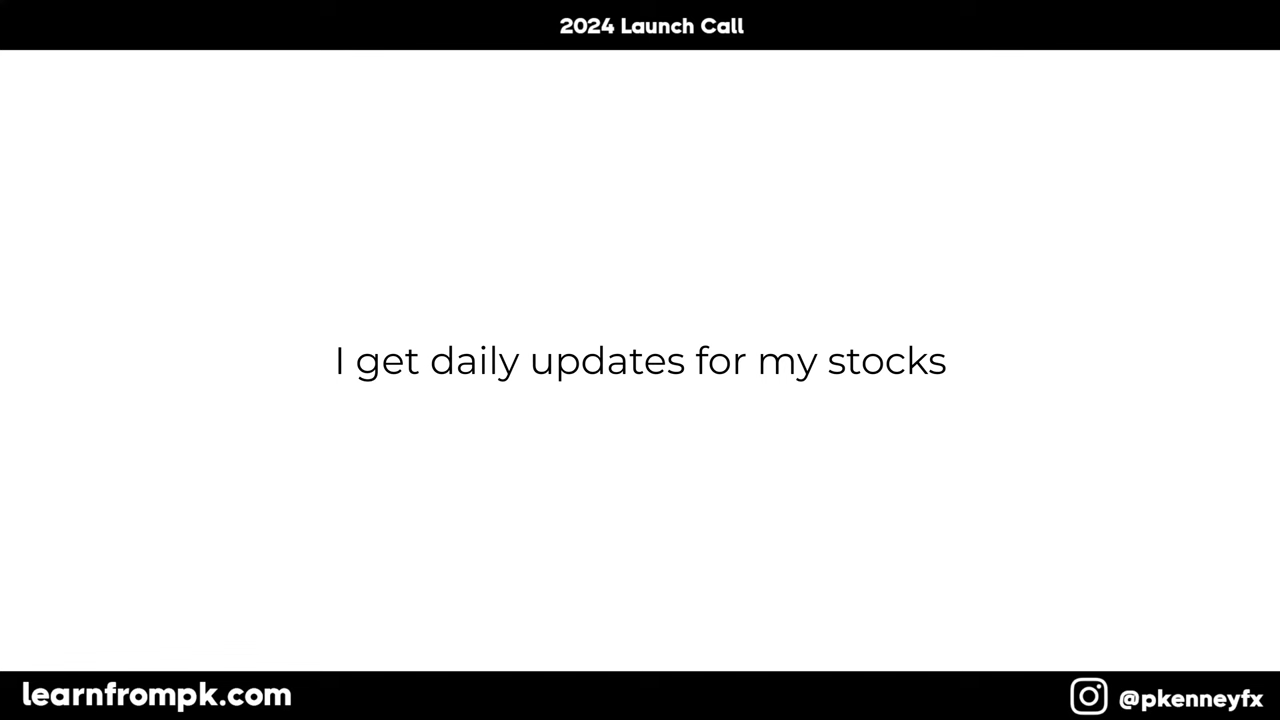 2024 Launch Call
I get daily updates for my stocks
learnfrompk.com
@pkenneyfx